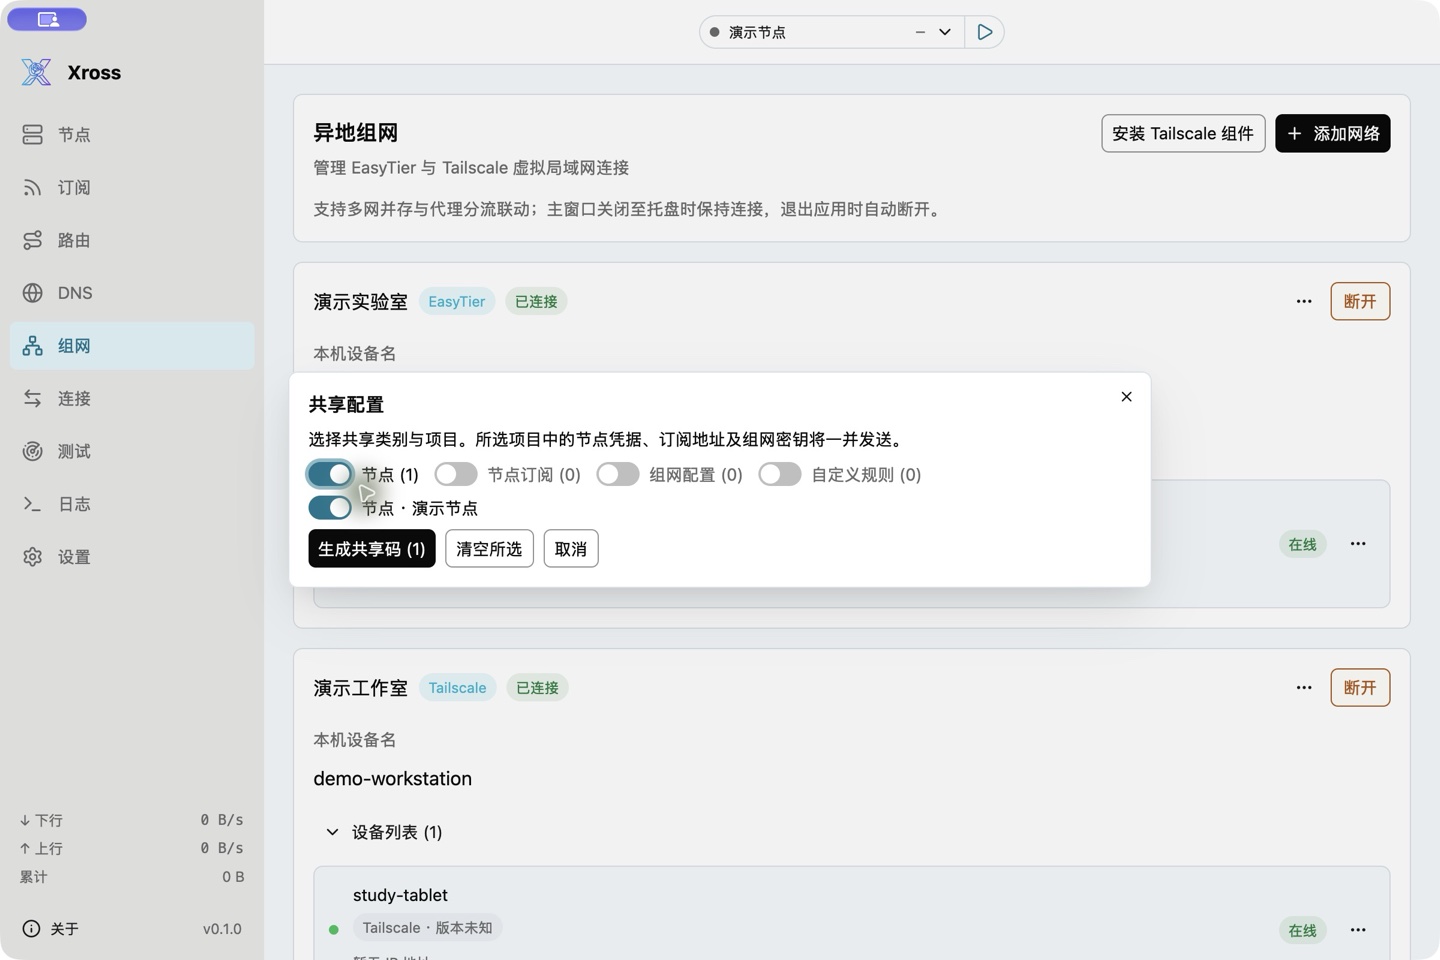 Xross
节点
订阅
路由
DNS
组网
连接
测试
日志
设置
↓ 下行 0 B/s
↑ 上行 0 B/s
累计 0 B
关于 v0.1.0
演示节点 –
异地组网
安装 Tailscale 组件
+ 添加网络
管理 EasyTier 与 Tailscale 虚拟局域网连接
支持多网并存与代理分流联动；主窗口关闭至托盘时保持连接，退出应用时自动断开。
演示实验室 EasyTier 已连接 ··· 断开
本机设备名
共享配置 ×
选择共享类别与项目。所选项目中的节点凭据、订阅地址及组网密钥将一并发送。
节点 (1) 节点订阅 (0) 组网配置 (0) 自定义规则 (0)
节点 · 演示节点
生成共享码 (1) 清空所选 取消
在线 ···
演示工作室 Tailscale 已连接 ··· 断开
本机设备名
demo-workstation
设备列表 (1)
study-tablet
Tailscale · 版本未知
在线 ···